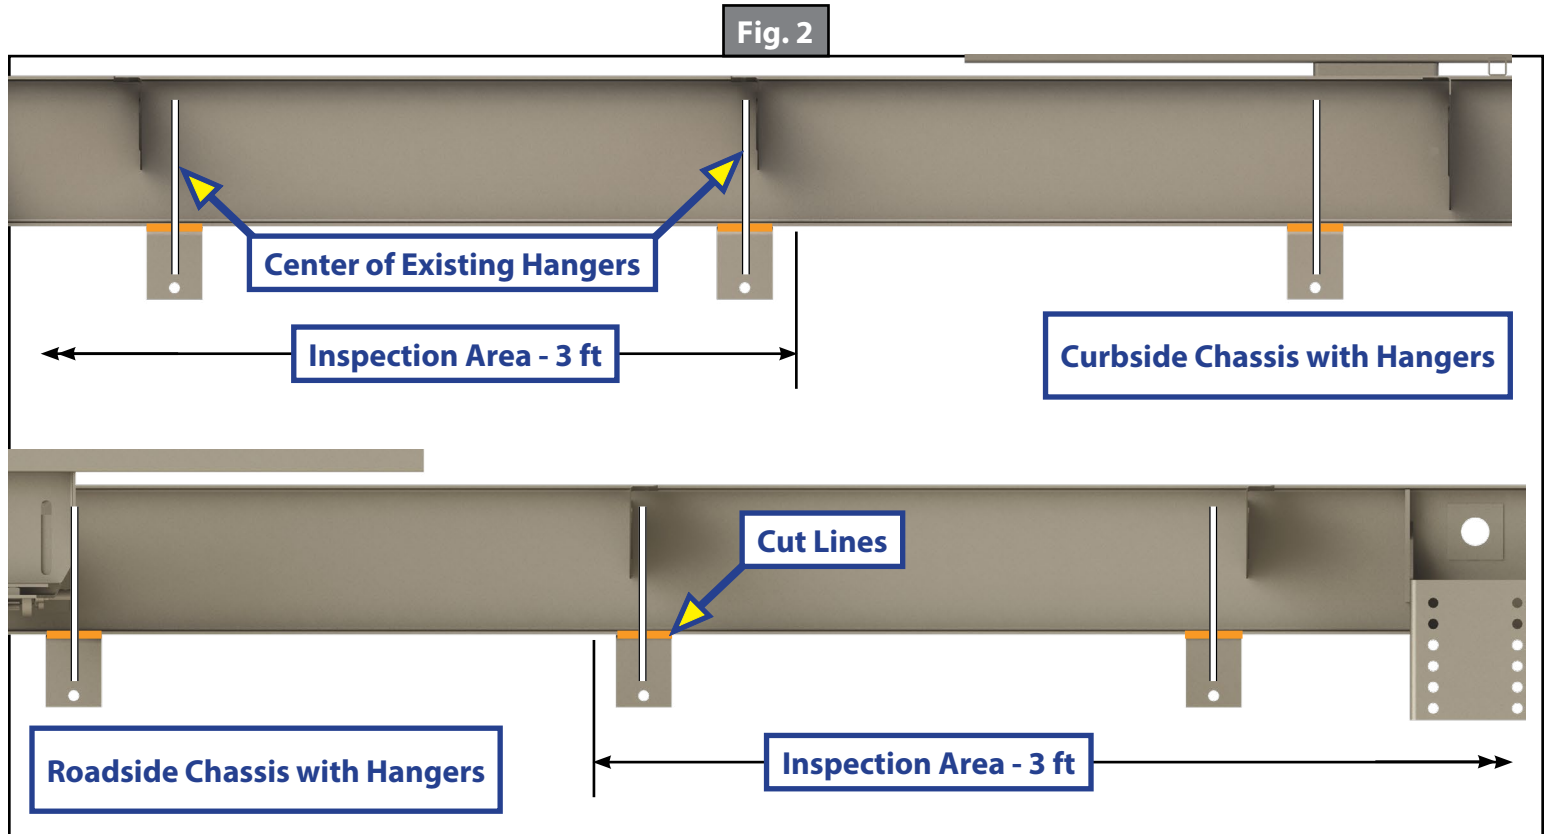 Fig. 2
Center of Existing Hangers
Inspection Area - 3 ft
Curbside Chassis with Hangers
Cut Lines
Roadside Chassis with Hangers
Inspection Area - 3 ft